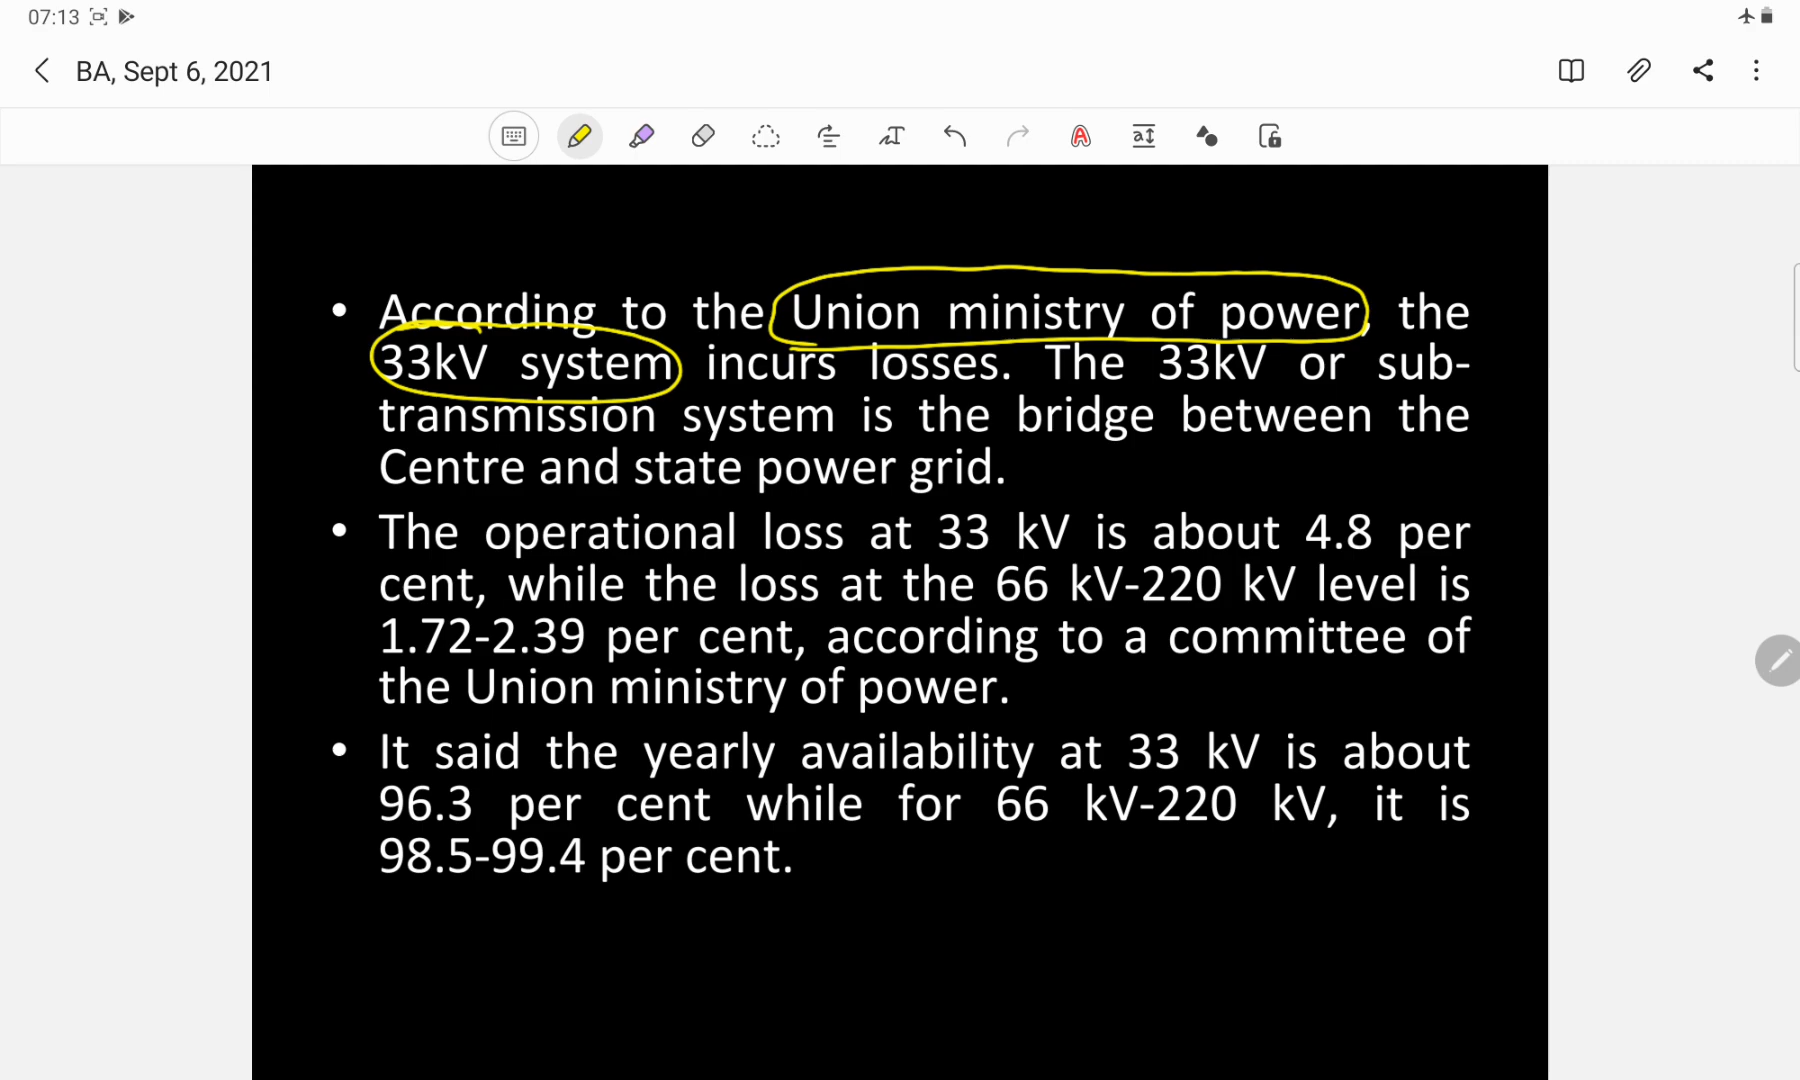 07:13
BA, Sept 6, 2021
• According to the Union ministry of power, the
33kV system incurs losses. The 33kV or sub-
transmission system is the bridge between the
Centre and state power grid.
• The operational loss at 33 kV is about 4.8 per
cent, while the loss at the 66 kV-220 kV level is
1.72-2.39 per cent, according to a committee of
the Union ministry of power.
• It said the yearly availability at 33 kV is about
96.3 per cent while for 66 kV-220 kV, it is
98.5-99.4 per cent.